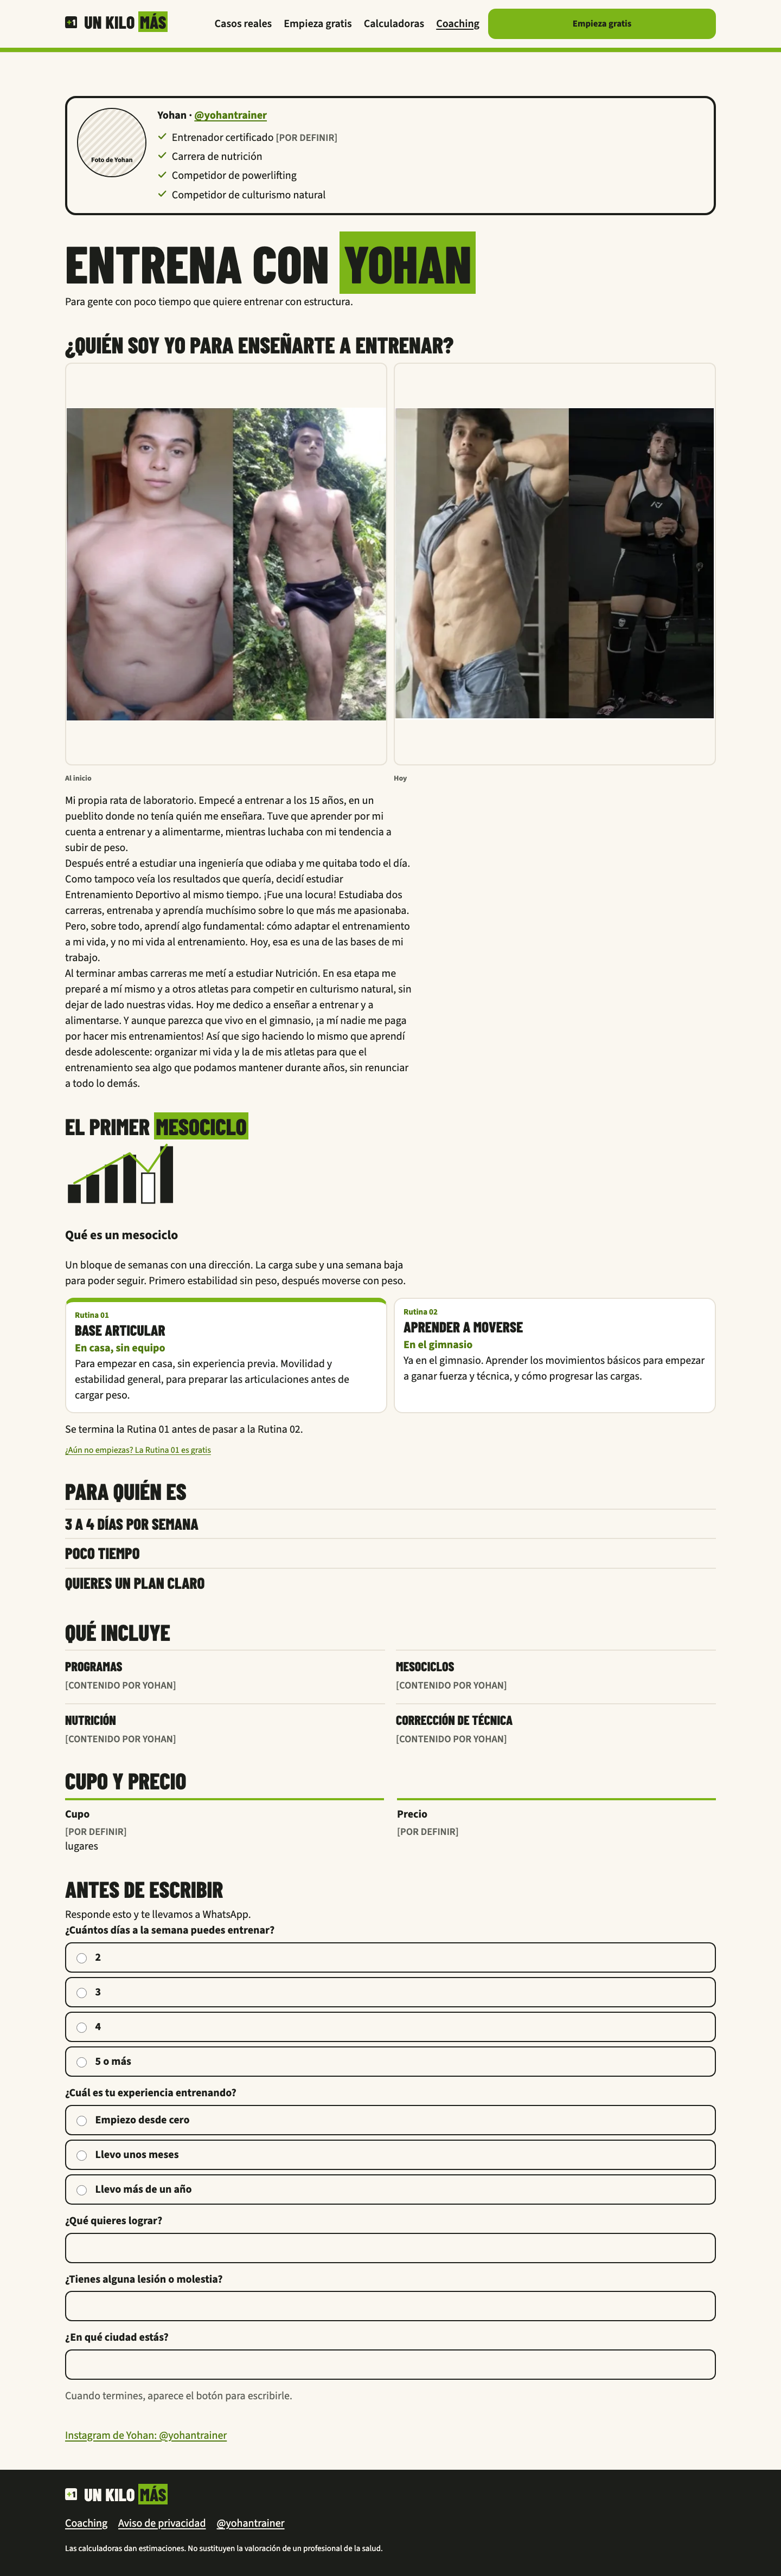 +1 UN KILO MÁS
Casos reales Empieza gratis Calculadoras Coaching Empieza gratis
Foto de Yohan
Yohan · @yohantrainer
Entrenador certificado [POR DEFINIR]
Carrera de nutrición
Competidor de powerlifting
Competidor de culturismo natural
ENTRENA CON YOHAN
Para gente con poco tiempo que quiere entrenar con estructura.
¿QUIÉN SOY YO PARA ENSEÑARTE A ENTRENAR?
Al inicio
Hoy
Mi propia rata de laboratorio. Empecé a entrenar a los 15 años, en un
pueblito donde no tenía quién me enseñara. Tuve que aprender por mi
cuenta a entrenar y a alimentarme, mientras luchaba con mi tendencia a
subir de peso.
Después entré a estudiar una ingeniería que odiaba y me quitaba todo el día.
Como tampoco veía los resultados que quería, decidí estudiar
Entrenamiento Deportivo al mismo tiempo. ¡Fue una locura! Estudiaba dos
carreras, entrenaba y aprendía muchísimo sobre lo que más me apasionaba.
Pero, sobre todo, aprendí algo fundamental: cómo adaptar el entrenamiento
a mi vida, y no mi vida al entrenamiento. Hoy, esa es una de las bases de mi
trabajo.
Al terminar ambas carreras me metí a estudiar Nutrición. En esa etapa me
preparé a mí mismo y a otros atletas para competir en culturismo natural, sin
dejar de lado nuestras vidas. Hoy me dedico a enseñar a entrenar y a
alimentarse. Y aunque parezca que vivo en el gimnasio, ¡a mí nadie me paga
por hacer mis entrenamientos! Así que sigo haciendo lo mismo que aprendí
desde adolescente: organizar mi vida y la de mis atletas para que el
entrenamiento sea algo que podamos mantener durante años, sin renunciar
a todo lo demás.
EL PRIMER MESOCICLO
Qué es un mesociclo
Un bloque de semanas con una dirección. La carga sube y una semana baja
para poder seguir. Primero estabilidad sin peso, después moverse con peso.
Rutina 01
BASE ARTICULAR
En casa, sin equipo
Para empezar en casa, sin experiencia previa. Movilidad y
estabilidad general, para preparar las articulaciones antes de
cargar peso.
Rutina 02
APRENDER A MOVERSE
En el gimnasio
Ya en el gimnasio. Aprender los movimientos básicos para empezar
a ganar fuerza y técnica, y cómo progresar las cargas.
Se termina la Rutina 01 antes de pasar a la Rutina 02.
¿Aún no empiezas? La Rutina 01 es gratis
PARA QUIÉN ES
3 A 4 DÍAS POR SEMANA
POCO TIEMPO
QUIERES UN PLAN CLARO
QUÉ INCLUYE
PROGRAMAS
[CONTENIDO POR YOHAN]
MESOCICLOS
[CONTENIDO POR YOHAN]
NUTRICIÓN
[CONTENIDO POR YOHAN]
CORRECCIÓN DE TÉCNICA
[CONTENIDO POR YOHAN]
CUPO Y PRECIO
Cupo
[POR DEFINIR]
lugares
Precio
[POR DEFINIR]
ANTES DE ESCRIBIR
Responde esto y te llevamos a WhatsApp.
¿Cuántos días a la semana puedes entrenar?
2
3
4
5 o más
¿Cuál es tu experiencia entrenando?
Empiezo desde cero
Llevo unos meses
Llevo más de un año
¿Qué quieres lograr?
¿Tienes alguna lesión o molestia?
¿En qué ciudad estás?
Cuando termines, aparece el botón para escribirle.
Instagram de Yohan: @yohantrainer
+1 UN KILO MÁS
Coaching Aviso de privacidad @yohantrainer
Las calculadoras dan estimaciones. No sustituyen la valoración de un profesional de la salud.